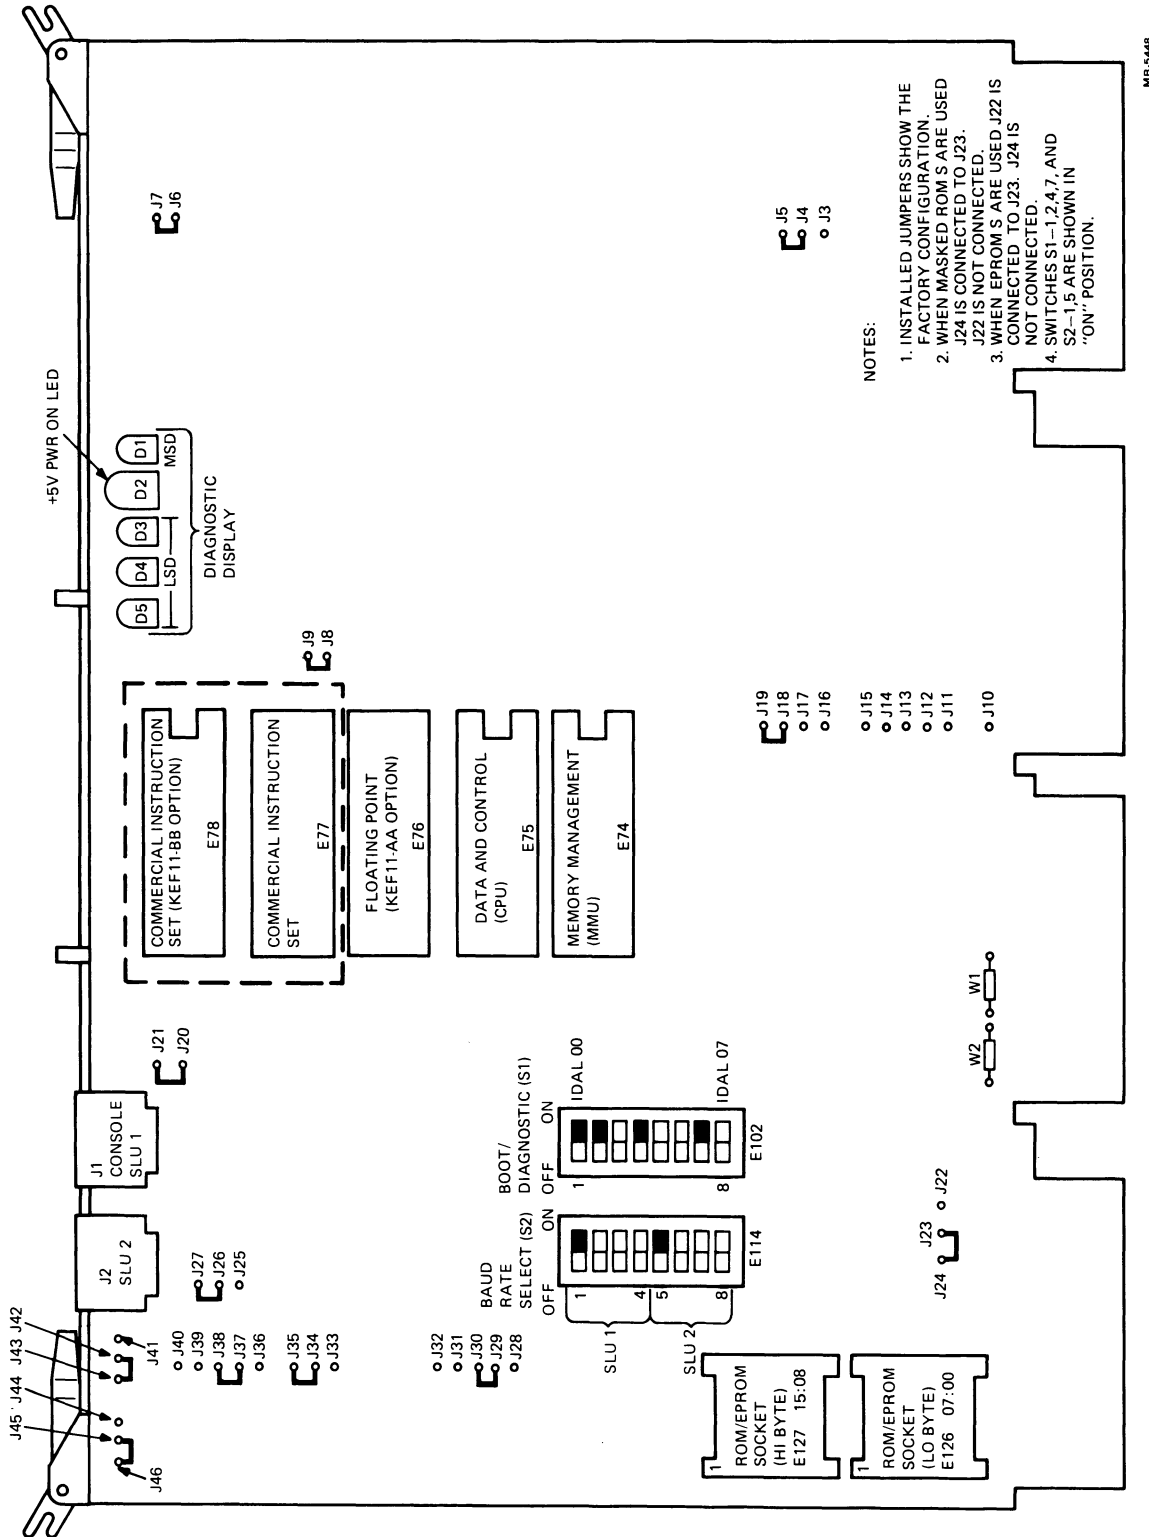 J45
J44
J43
J42
J46
J41
J2
SLU 2
J1
CONSOLE
SLU 1
J21
J20
J27
J26
J25
J40
J39
J38
J37
J36
J35
J34
J33
J32
J31
J30
J29
J28
+5V PWR ON LED
D5
D4
D3
D2
D1
LSD
MSD
DIAGNOSTIC
DISPLAY
J7
J6
COMMERCIAL INSTRUCTION
SET (KEF11-BB OPTION)
E78
COMMERCIAL INSTRUCTION
SET
E77
J9
J8
FLOATING POINT
(KEF11-AA OPTION)
E76
DATA AND CONTROL
(CPU)
E75
MEMORY MANAGEMENT
(MMU)
E74
BAUD
RATE
SELECT (S2)
OFF
ON
1
4
5
8
SLU 1
SLU 2
E114
BOOT/
DIAGNOSTIC (S1)
OFF
ON
1
8
IDAL 00
IDAL 07
E102
1
ROM/EPROM
SOCKET
(HI BYTE)
E127 15:08
1
ROM/EPROM
SOCKET
(LO BYTE)
E126 07:00
J24
J23
J22
W2
W1
J19
J18
J17
J16
J15
J14
J13
J12
J11
J10
J5
J4
J3
NOTES:
1. INSTALLED JUMPERS SHOW THE
FACTORY CONFIGURATION.
2. WHEN MASKED ROM S ARE USED
J24 IS CONNECTED TO J23.
J22 IS NOT CONNECTED.
3. WHEN EPROM S ARE USED J22 IS
CONNECTED TO J23. J24 IS
NOT CONNECTED.
4. SWITCHES S1–1,2,4,7, AND
S2–1,5 ARE SHOWN IN
"ON" POSITION.
MR-5448